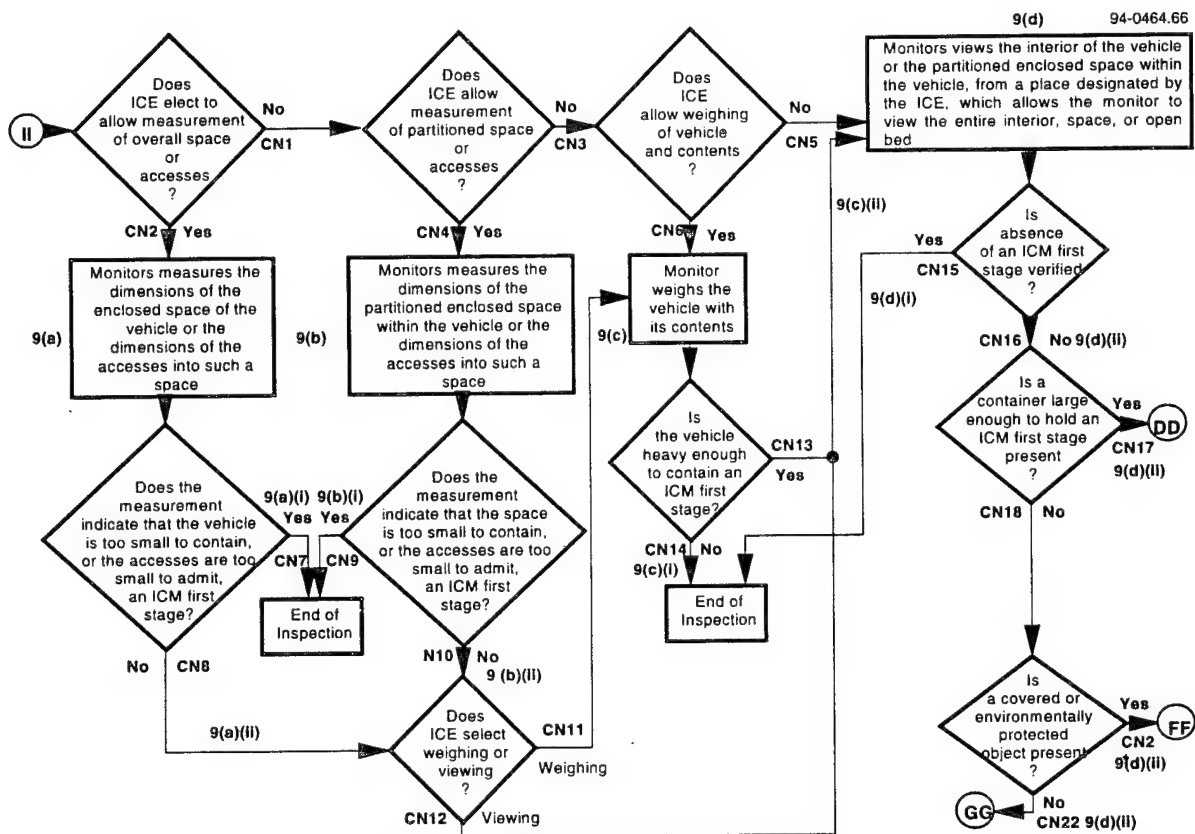 9(d)
94-0464.66
II
Does
ICE elect to
allow measurement
of overall space
or
accesses
?
No
CN1
CN2
Yes
Does
ICE allow
measurement
of partitioned space
or
accesses
?
No
CN3
CN4
Yes
Does
ICE allow
weighing
of vehicle
and contents
?
No
CN5
CN6
Yes
Monitors views the interior of the vehicle
or the partitioned enclosed space within
the vehicle, from a place designated by
the ICE, which allows the monitor to
view the entire interior, space, or open
bed
9(c)(ii)
Is
absence
of an ICM first
stage verified
?
Yes
CN15
9(d)(i)
CN16
No 9(d)(ii)
9(a)
Monitors measures the
dimensions of the
enclosed space of the
vehicle or the
dimensions of the
accesses into such a
space
9(b)
Monitors measures the
dimensions of the
partitioned enclosed space
within the vehicle or the
dimensions of the
accesses into such a
space
9(c)
Monitor
weighs the
vehicle with
its contents
Is a
container large
enough to hold an
ICM first stage
present
?
Yes
CN17
9(d)(ii)
DD
CN18
No
Is
the vehicle
heavy enough
to contain an
ICM first
stage?
CN13
Yes
CN14
No
9(c)(i)
End of
Inspection
Does the
measurement
indicate that the vehicle
is too small to contain,
or the accesses are too
small to admit,
an ICM first
stage?
9(a)(i)
Yes
CN7
9(b)(i)
Yes
CN9
End of
Inspection
Does the
measurement
indicate that the space
is too small to contain,
or the accesses are too
small to admit,
an ICM first
stage?
No
CN8
9(a)(ii)
N10
No
9 (b)(ii)
Does
ICE select
weighing or
viewing
?
CN11
Weighing
CN12
Viewing
Is
a covered or
environmentally
protected
object present
?
Yes
CN2
9(d)(ii)
FF
No
CN22 9(d)(ii)
GG